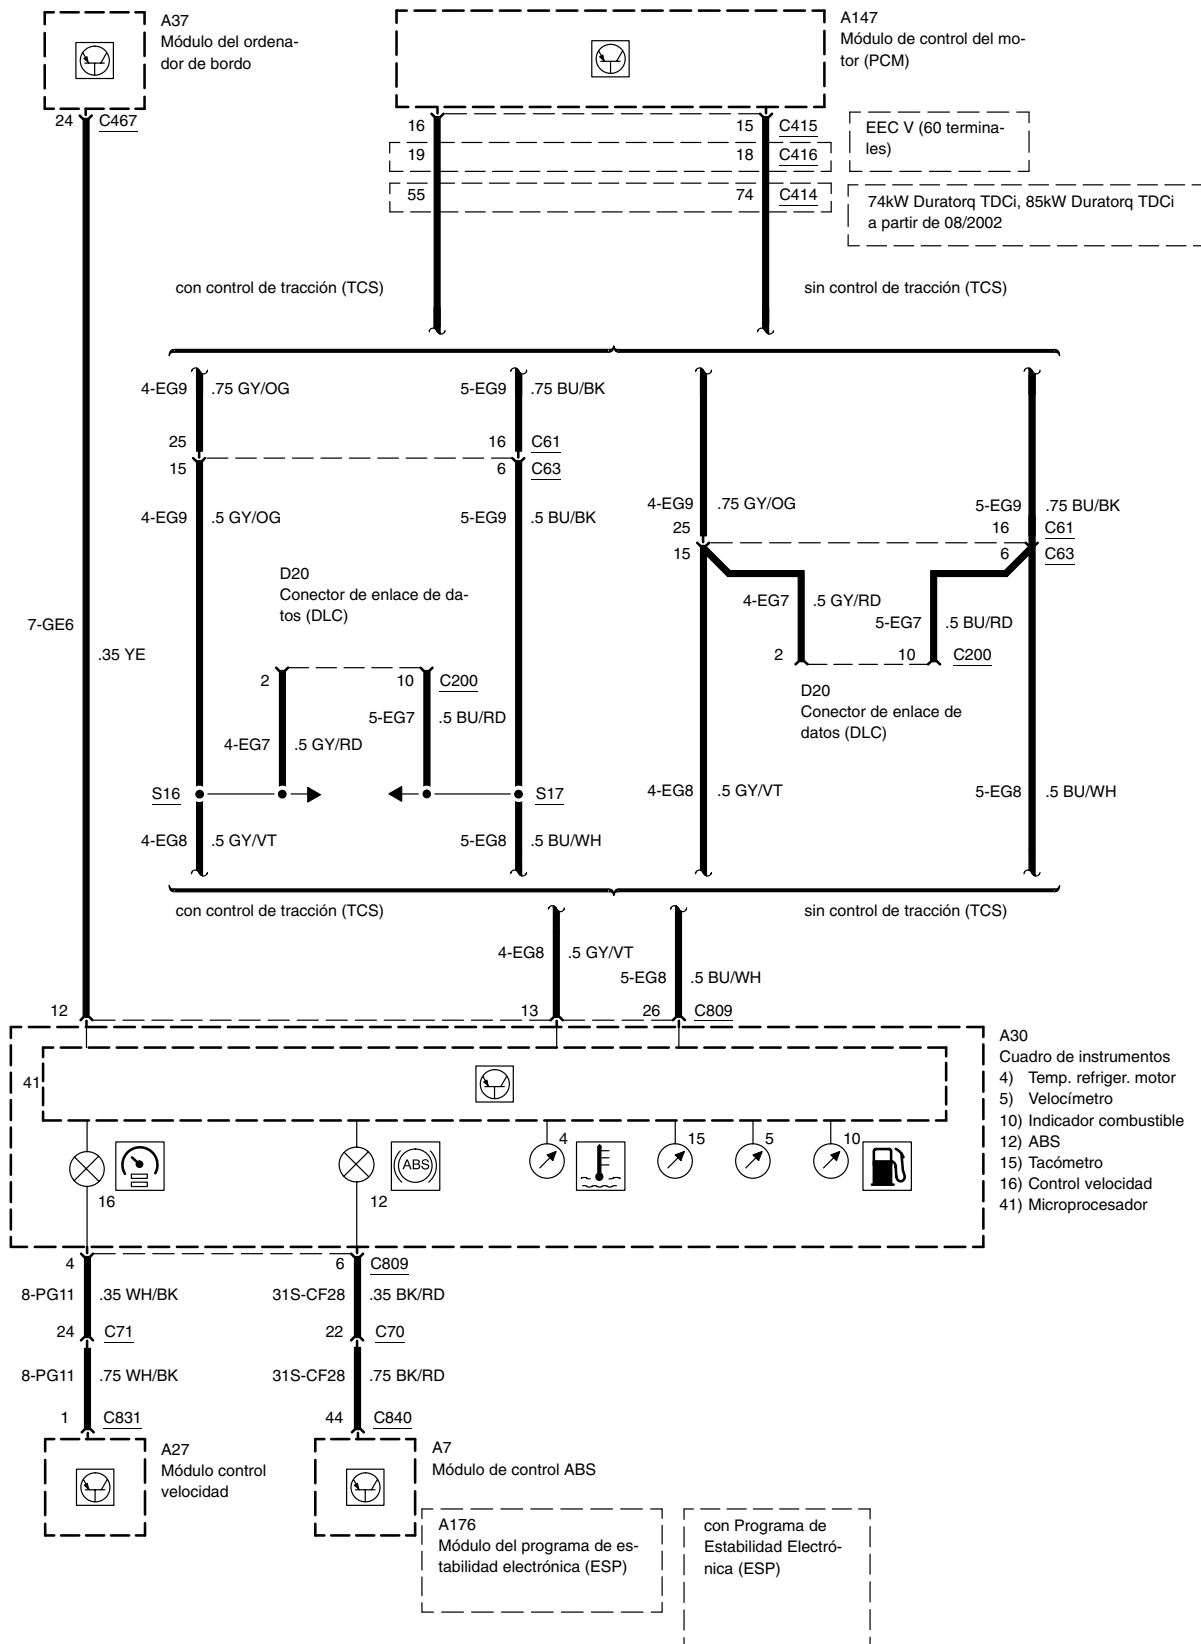 A37
Módulo del ordena-
dor de bordo
A147
Módulo de control del mo-
tor (PCM)
24 C467
16 15 C415
19 18 C416
55 74 C414
EEC V (60 termina-
les)
74kW Duratorq TDCi, 85kW Duratorq TDCi
a partir de 08/2002
con control de tracción (TCS)
sin control de tracción (TCS)
4-EG9 .75 GY/OG
5-EG9 .75 BU/BK
25 16 C61
15 6 C63
4-EG9 .5 GY/OG
5-EG9 .5 BU/BK
4-EG9 .75 GY/OG
5-EG9 .75 BU/BK
25 16 C61
15 6 C63
D20
Conector de enlace de da-
tos (DLC)
4-EG7 .5 GY/RD
5-EG7 .5 BU/RD
2 10 C200
D20
Conector de enlace de
datos (DLC)
7-GE6
.35 YE
2 10 C200
5-EG7 .5 BU/RD
4-EG7 .5 GY/RD
S16
S17
4-EG8 .5 GY/VT
5-EG8 .5 BU/WH
4-EG8 .5 GY/VT
5-EG8 .5 BU/WH
con control de tracción (TCS)
sin control de tracción (TCS)
4-EG8 .5 GY/VT
5-EG8 .5 BU/WH
12 13 26 C809
A30
Cuadro de instrumentos
4) Temp. refriger. motor
5) Velocímetro
10) Indicador combustible
12) ABS
15) Tacómetro
16) Control velocidad
41) Microprocesador
41
4 15 5 10
ABS
16 12
4 6 C809
8-PG11 .35 WH/BK
31S-CF28 .35 BK/RD
24 C71
22 C70
8-PG11 .75 WH/BK
31S-CF28 .75 BK/RD
1 C831
44 C840
A27
Módulo control
velocidad
A7
Módulo de control ABS
A176
Módulo del programa de es-
tabilidad electrónica (ESP)
con Programa de
Estabilidad Electró-
nica (ESP)